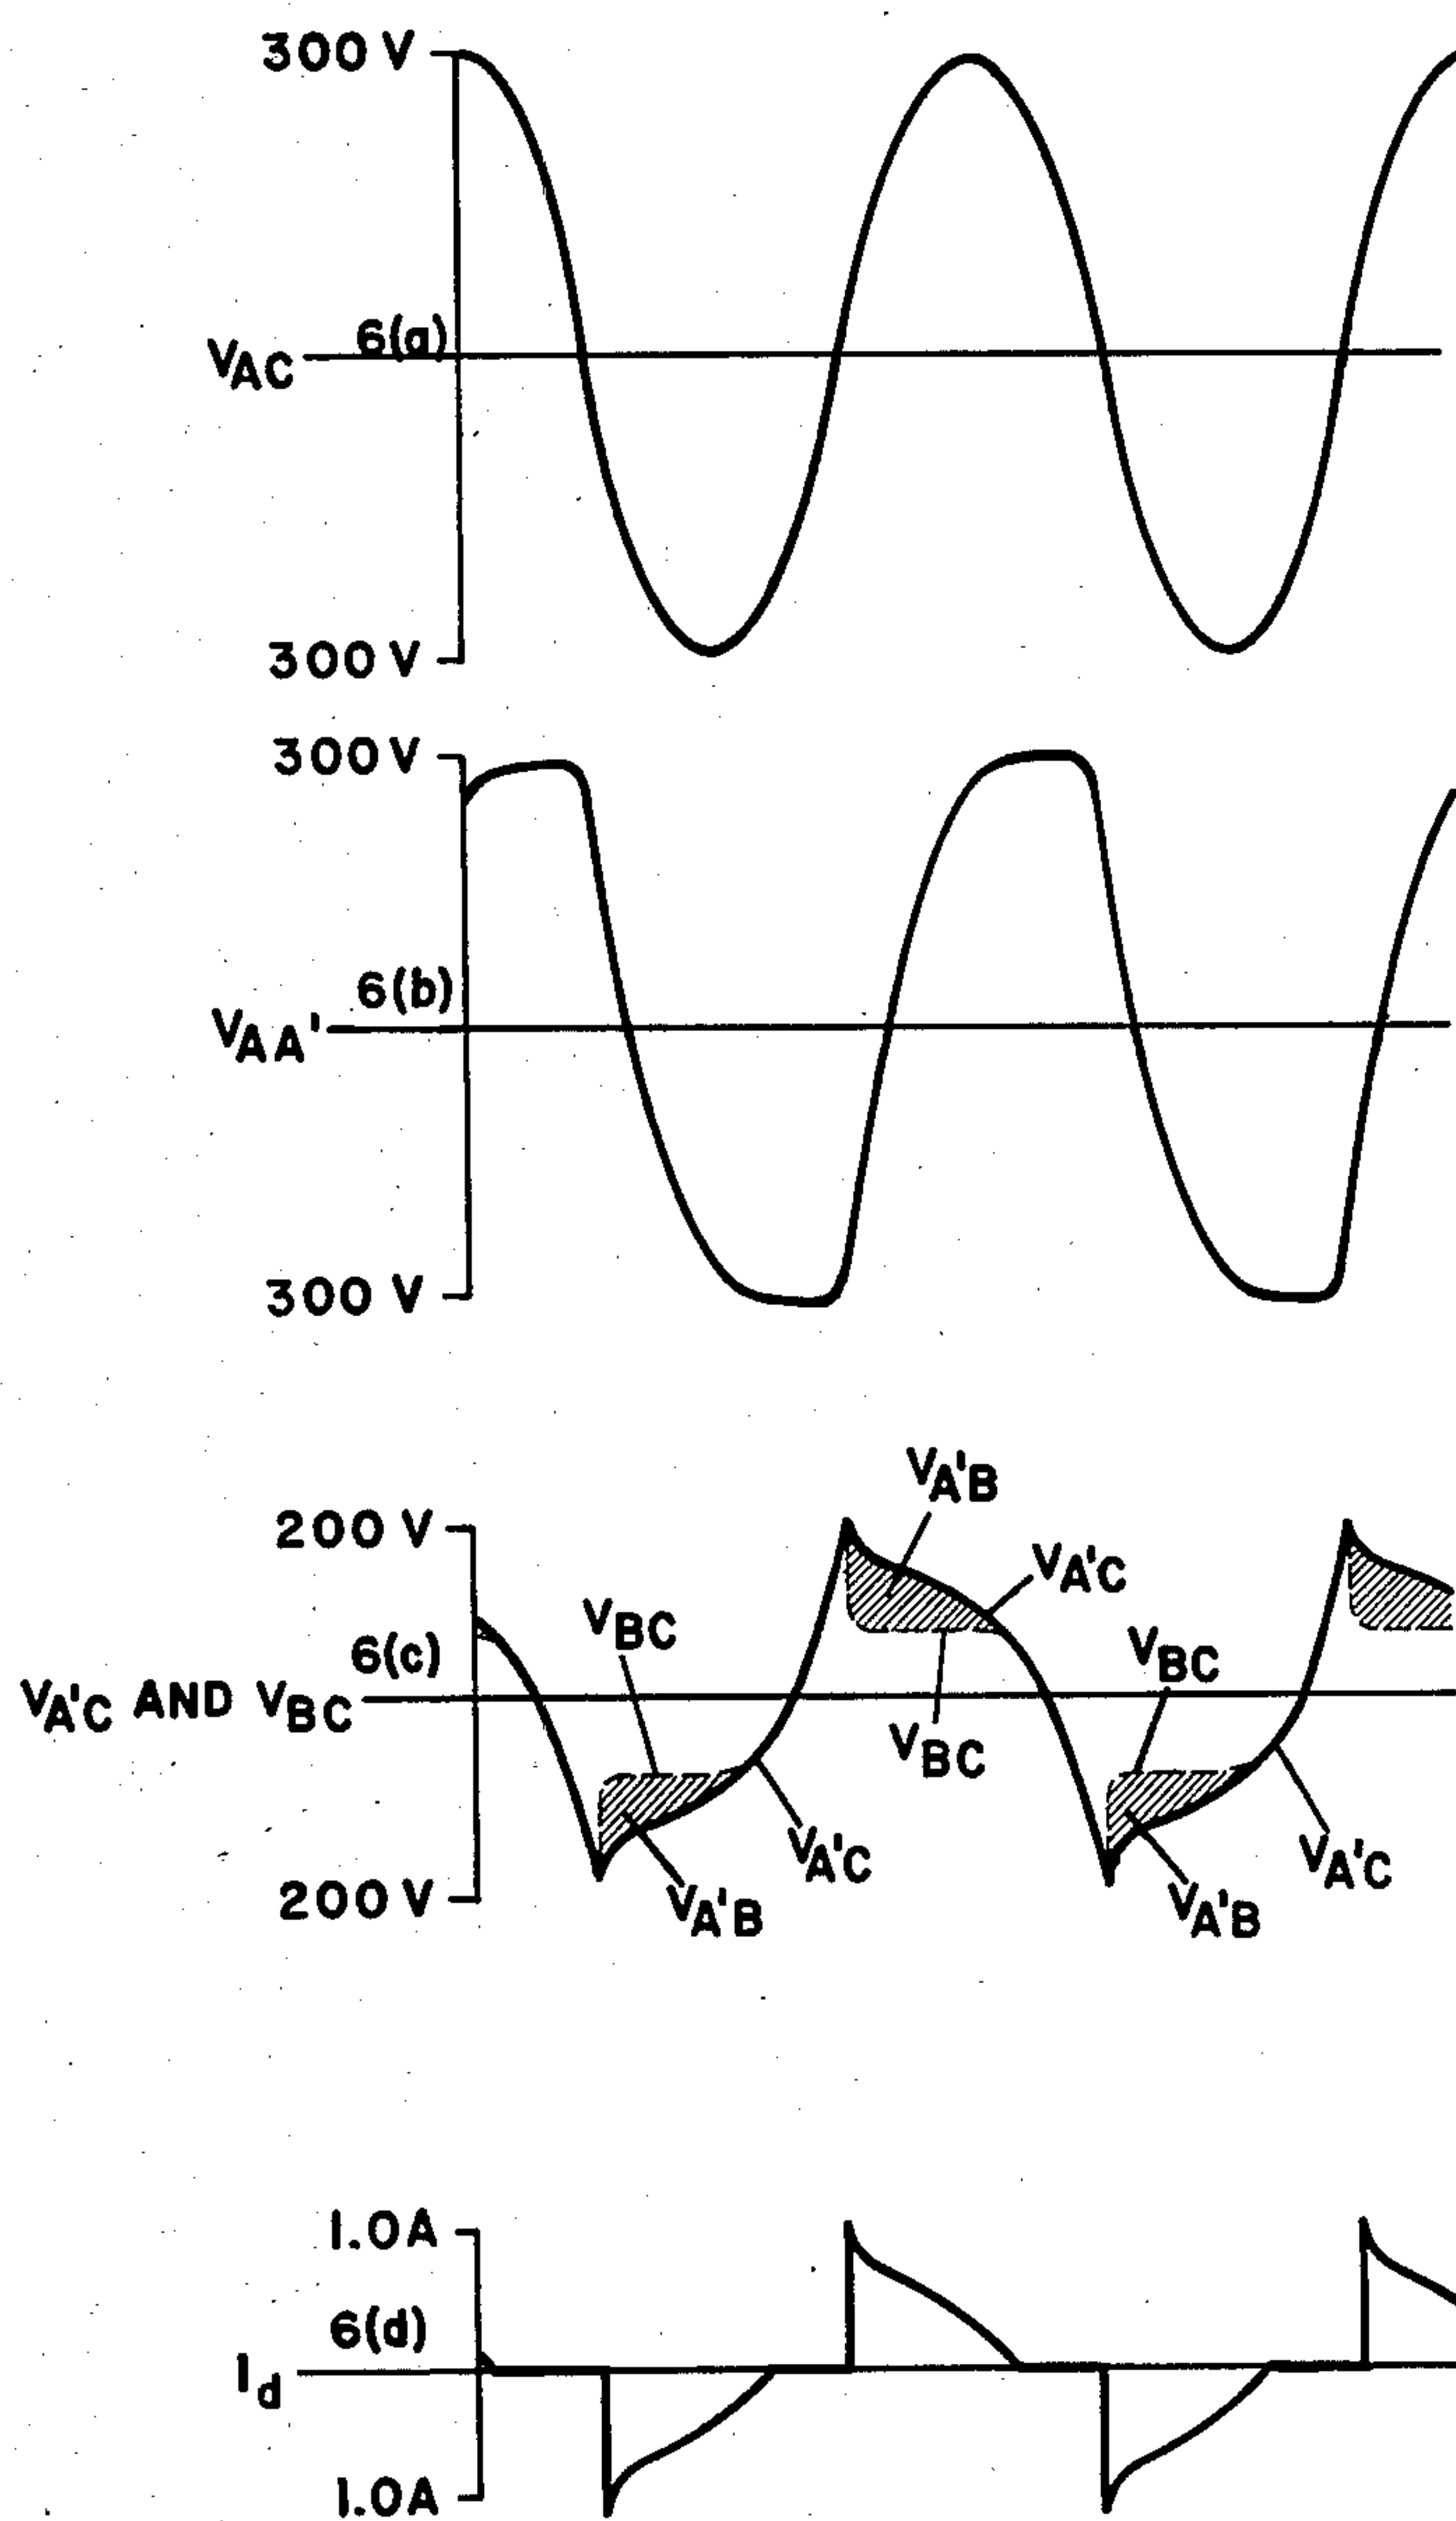 300 V
6(a)
VAC
300 V
300 V
6(b)
VAA'
300 V
VA'B
200 V
VA'C
VBC
6(c)
VBC
VA'C AND VBC
VBC
VA'C
VA'C
200 V
VA'B
VA'B
1.0A
6(d)
Id
1.0A